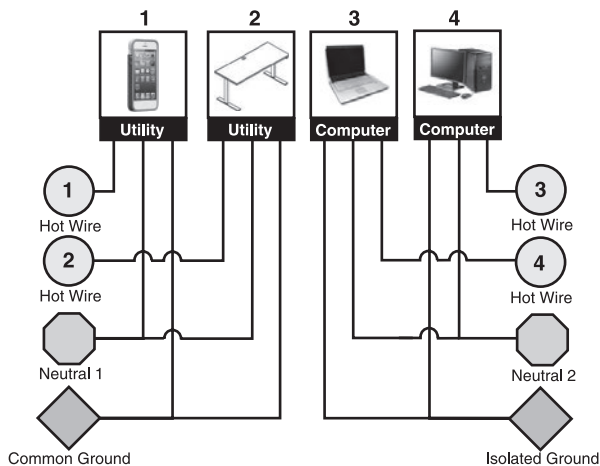 1 2 3 4
Utility Utility Computer Computer
1 3
Hot Wire Hot Wire
2 4
Hot Wire Hot Wire
Neutral 1 Neutral 2
Common Ground Isolated Ground